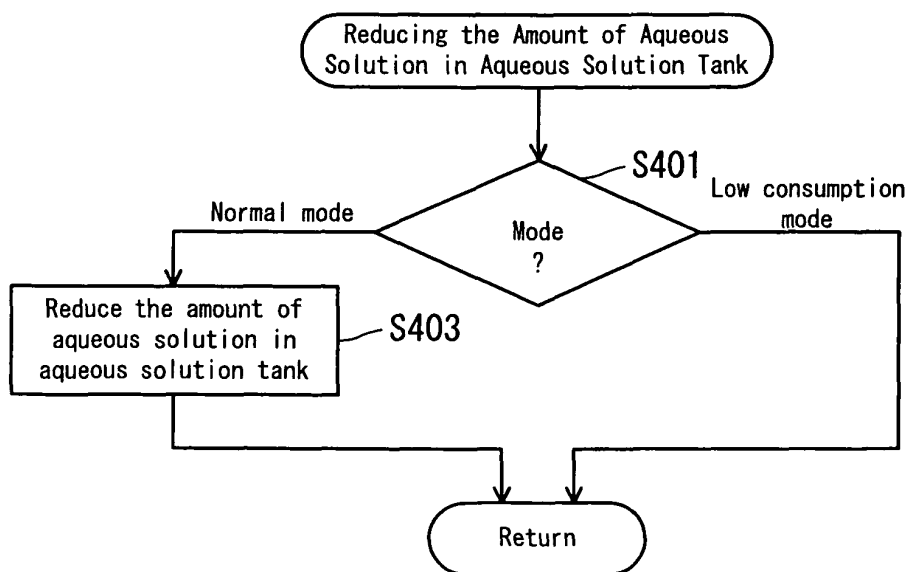 Reducing the Amount of Aqueous
Solution in Aqueous Solution Tank
S401
Low consumption
mode
Normal mode
Mode
?
Reduce the amount of
aqueous solution in
aqueous solution tank
S403
Return